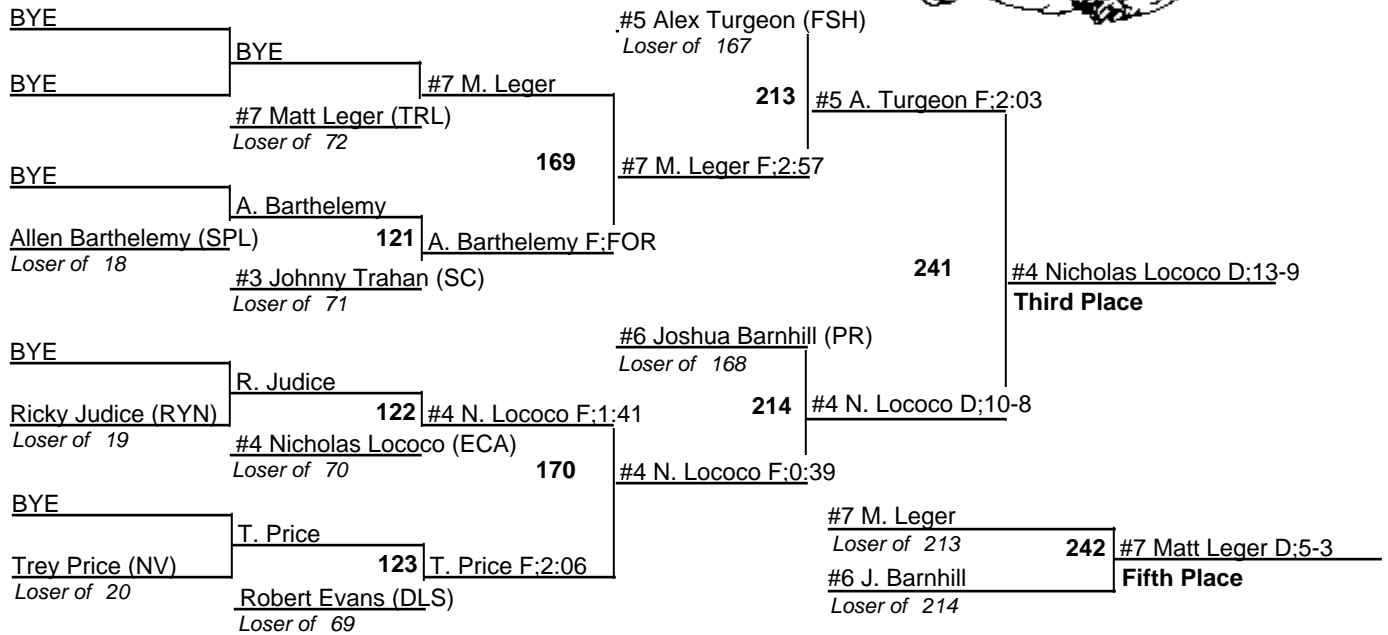 BYE
#5 Alex Turgeon (FSH)
Loser of 167
BYE
BYE
#7 M. Leger
213
#5 A. Turgeon F;2:03
#7 Matt Leger (TRL)
Loser of 72
169
#7 M. Leger F;2:57
BYE
A. Barthelemy
Allen Barthelemy (SPL)
Loser of 18
121
A. Barthelemy F;FOR
#3 Johnny Trahan (SC)
Loser of 71
241
#4 Nicholas Lococo D;13-9
Third Place
#6 Joshua Barnhill (PR)
Loser of 168
BYE
R. Judice
Ricky Judice (RYN)
Loser of 19
122
#4 N. Lococo F;1:41
214
#4 N. Lococo D;10-8
#4 Nicholas Lococo (ECA)
Loser of 70
170
#4 N. Lococo F;0:39
BYE
T. Price
Trey Price (NV)
Loser of 20
123
T. Price F;2:06
Robert Evans (DLS)
Loser of 69
#7 M. Leger
Loser of 213
242
#7 Matt Leger D;5-3
Fifth Place
#6 J. Barnhill
Loser of 214